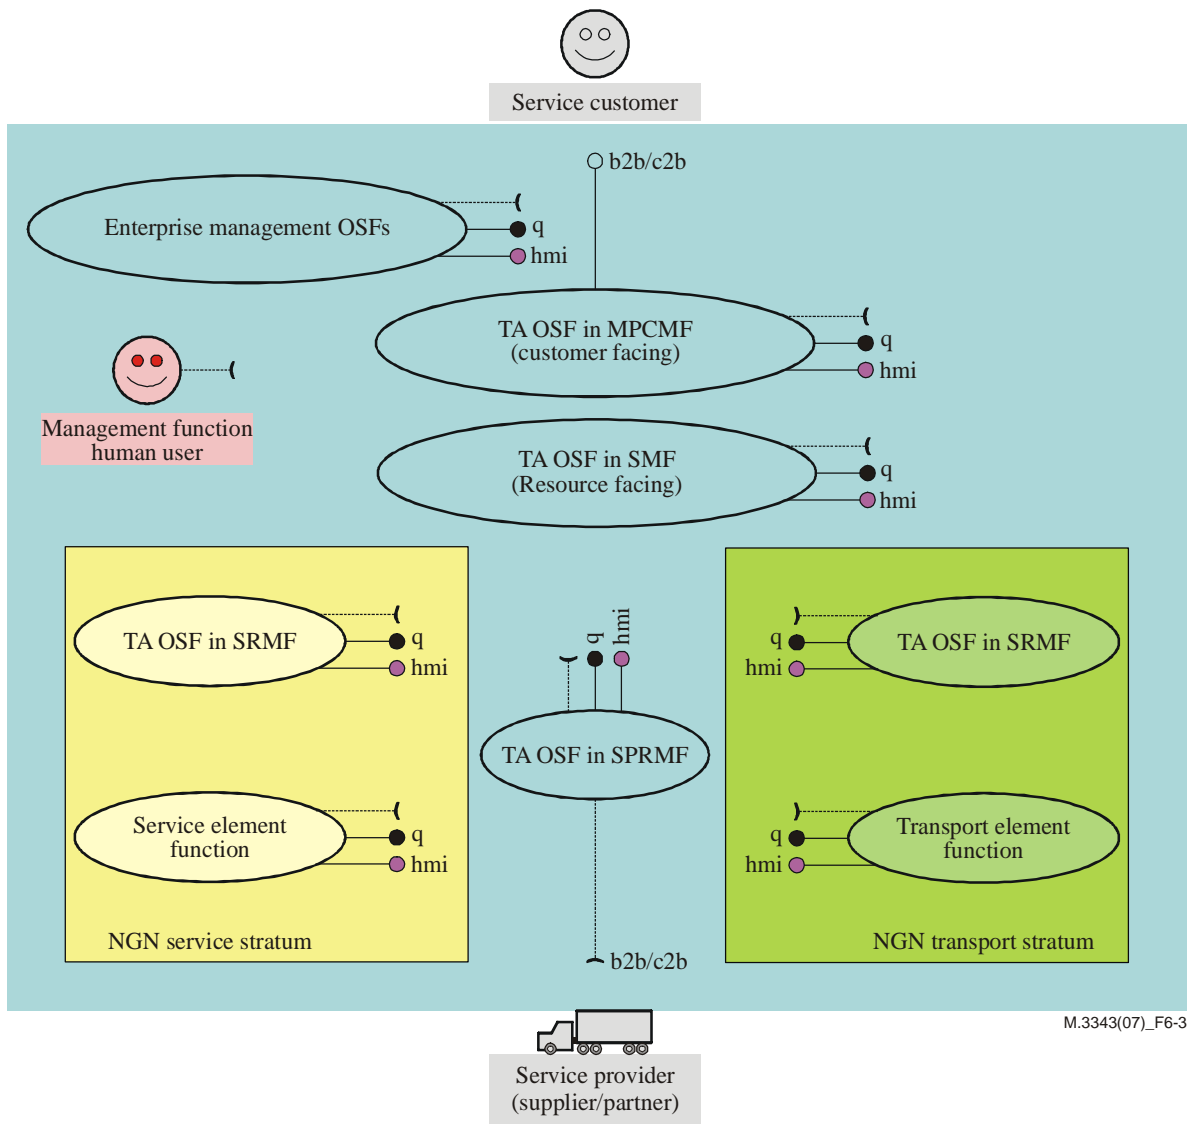 Service customer
b2b/c2b
Enterprise management OSFs
q
hmi
TA OSF in MPCMF
(customer facing)
q
hmi
Management function
human user
TA OSF in SMF
(Resource facing)
q
hmi
TA OSF in SRMF
q
hmi
q
hmi
q
hmi
TA OSF in SRMF
TA OSF in SPRMF
Service element
function
q
hmi
q
hmi
Transport element
function
NGN service stratum
b2b/c2b
NGN transport stratum
M.3343(07)_F6-3
Service provider
(supplier/partner)